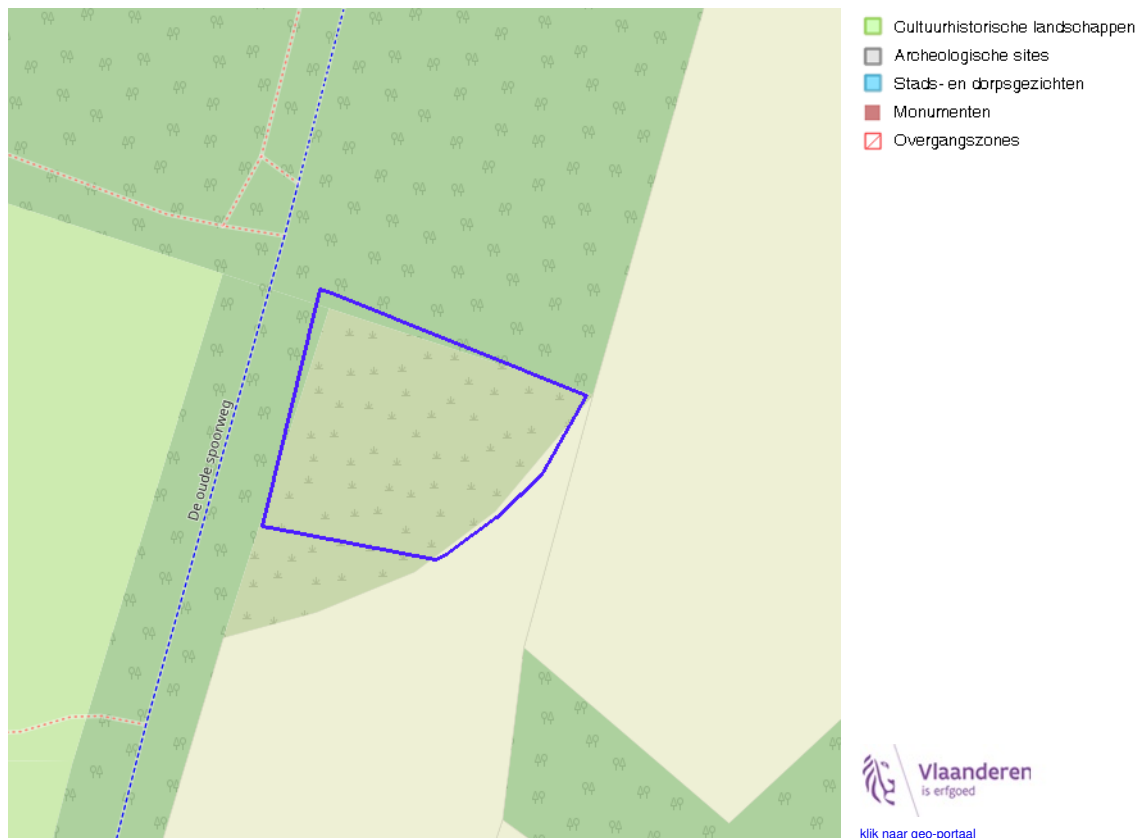 Cultuurhistorische landschappen
Archeologische sites
Stads- en dorpsgezichten
Monumenten
Overgangszones
De oude spoorweg
Vlaanderen
is erfgoed
klik naar geo-portaal